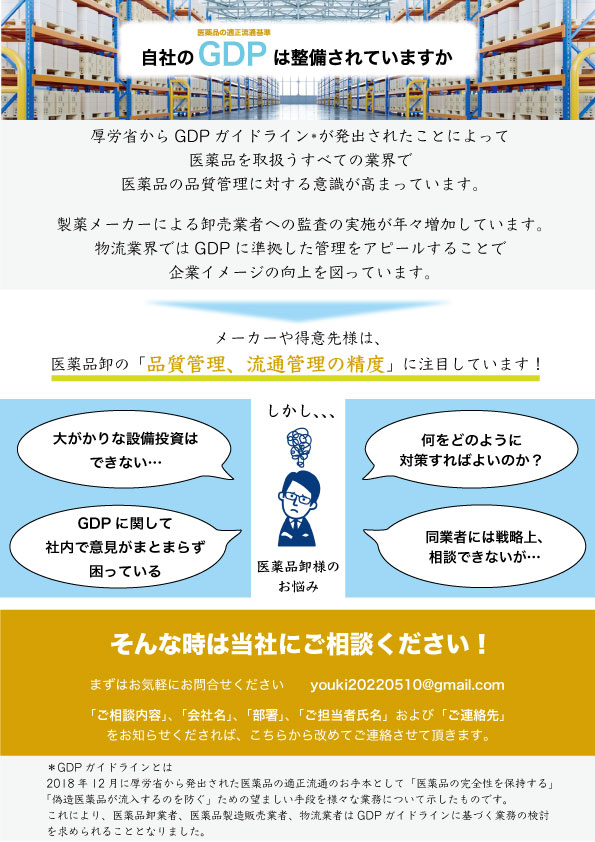 医薬品の適正流通基準
自社の GDP は整備されていますか
厚労省から GDP ガイドライン*が発出されたことによって
医薬品を取扱うすべての業界で
医薬品の品質管理に対する意識が高まっています。
製薬メーカーによる卸売業者への監査の実施が年々増加しています。
物流業界では GDP に準拠した管理をアピールすることで
企業イメージの向上を図っています。
メーカーや得意先様は、
医薬品卸の「品質管理、流通管理の精度」に注目しています！
しかし、、、
大がかりな設備投資は
できない…
何をどのように
対策すればよいのか？
GDP に関して
社内で意見がまとまらず
困っている
同業者には戦略上、
相談できないが…
医薬品卸様の
お悩み
そんな時は当社にご相談ください！
まずはお気軽にお問合せください　youki20220510@gmail.com
「ご相談内容」、「会社名」、「部署」、「ご担当者氏名」および「ご連絡先」
をお知らせくだされば、こちらから改めてご連絡させて頂きます。
＊GDP ガイドラインとは
2018 年 12 月に厚労省から発出された医薬品の適正流通のお手本として「医薬品の完全性を保持する」
「偽造医薬品が流入するのを防ぐ」ための望ましい手段を様々な業務について示したものです。
これにより、医薬品卸業者、医薬品製造販売業者、物流業者は GDP ガイドラインに基づく業務の検討
を求められることとなりました。